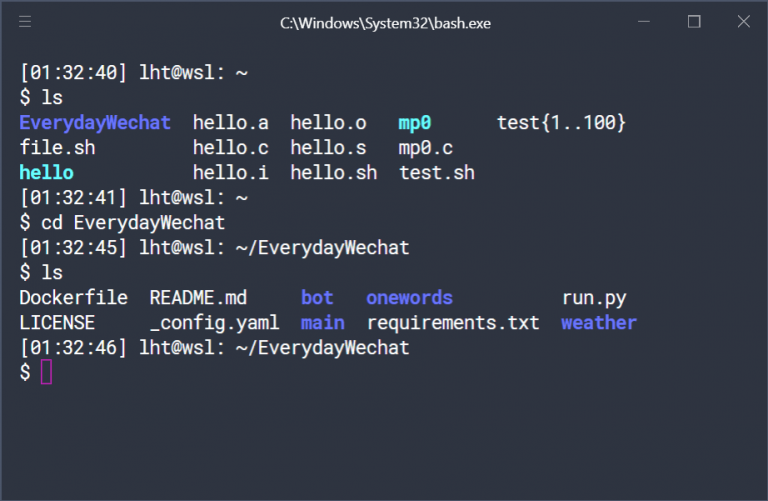 C:\Windows\System32\bash.exe
[01:32:40] lht@wsl: ~
$ ls
EverydayWechat hello.a hello.o mp0 test{1..100}
file.sh hello.c hello.s mp0.c
hello hello.i hello.sh test.sh
[01:32:41] lht@wsl: ~
$ cd EverydayWechat
[01:32:45] lht@wsl: ~/EverydayWechat
$ ls
Dockerfile README.md bot onewords run.py
LICENSE _config.yaml main requirements.txt weather
[01:32:46] lht@wsl: ~/EverydayWechat
$